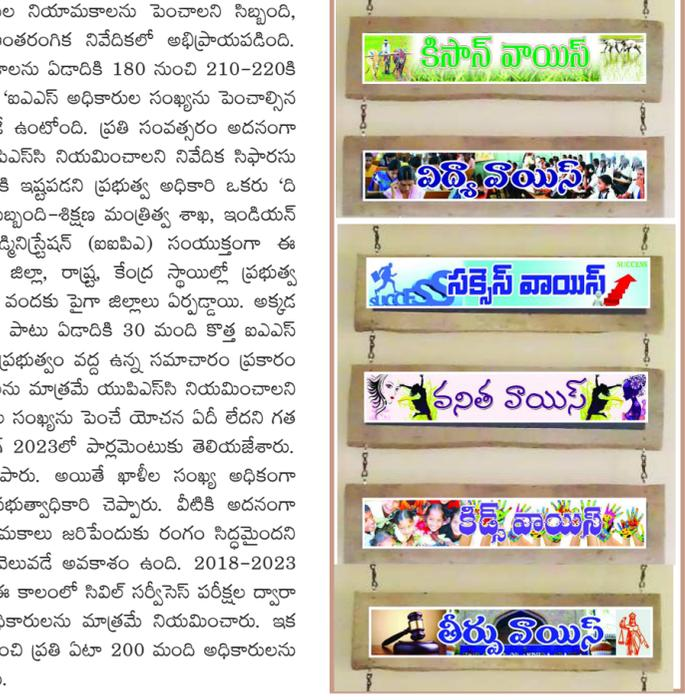 ల నియామకాలను పెంచాలని సిబ్బంది,
ంతరంగిక నివేదికలో అభిప్రాయపడింది.
ాలను ఏడాదికి 180 నుంచి 210-220కి
'ఐఎఎస్ అధికారుల సంఖ్యను పెంచాల్సిన
ే ఉంటోంది. ప్రతి సంవత్సరం అదనంగా
పిఎస్‌సి నియమించాలని నివేదిక సిఫారసు
కి ఇష్టపడని ప్రభుత్వ అధికారి ఒకరు 'ది
బ్బంది-శిక్షణ మంత్రిత్వ శాఖ, ఇండియన్
డ్మినిస్ట్రేషన్ (ఐఐపిఎ) సంయుక్తంగా ఈ
జిల్లా, రాష్ట్ర, కేంద్ర స్థాయిల్లో ప్రభుత్వ
వందకు పైగా జిల్లాలు ఏర్పడ్డాయి. అక్కడ
పాటు ఏడాదికి 30 మంది కొత్త ఐఎఎస్
ప్రభుత్వం వద్ద ఉన్న సమాచారం ప్రకారం
ను మాత్రమే యుపిఎస్‌సి నియమించాలని
ల సంఖ్యను పెంచే యోచన ఏదీ లేదని గత
2023లో పార్లమెంటుకు తెలియజేశారు.
పారు. అయితే ఖాళీల సంఖ్య అధికంగా
భుత్వాధికారి చెప్పారు. వీటికి అదనంగా
మకాలు జరిపేందుకు రంగం సిద్ధమైందని
వెలువడే అవకాశం ఉంది. 2018-2023
ఈ కాలంలో సివిల్ సర్వీసెస్ పరీక్షల ద్వారా
ధికారులను మాత్రమే నియమించారు. ఇక
ంచి ప్రతి ఏటా 200 మంది అధికారులను
కిసాన్ వాయిస్
విద్యా వాయిస్
SUCCESS
సక్సెస్ వాయిస్
SUCCESS
వనిత వాయిస్
కిడ్స్ వాయిస్
తీర్పు వాయిస్